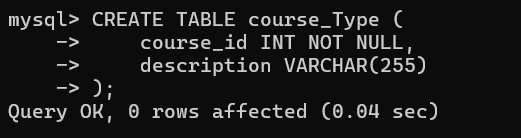 mysql> CREATE TABLE course_Type (
    ->     course_id INT NOT NULL,
    ->     description VARCHAR(255)
    -> );
Query OK, 0 rows affected (0.04 sec)